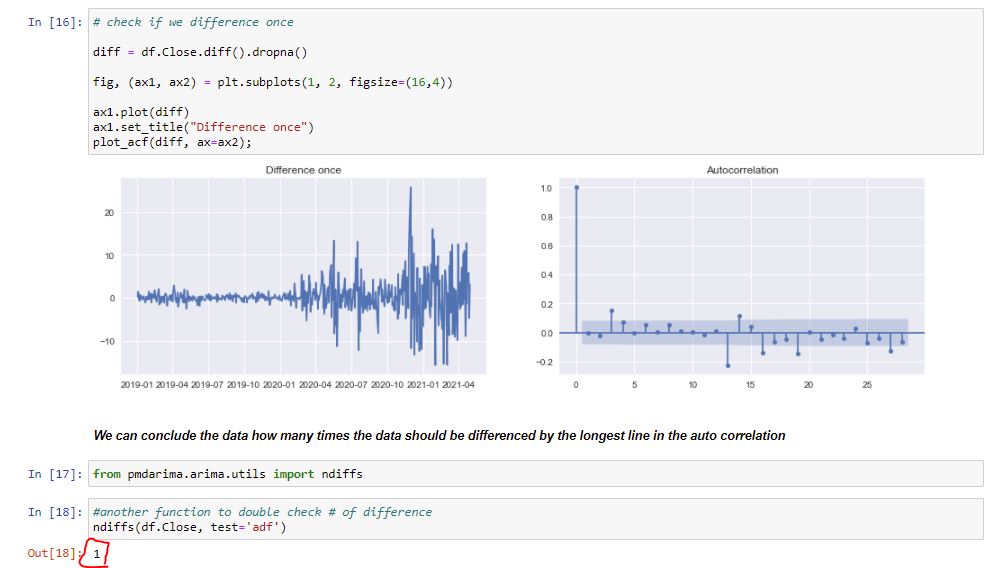 In [16]: # check if we difference once
diff = df.Close.diff().dropna()
fig, (ax1, ax2) = plt.subplots(1, 2, figsize=(16,4))
ax1.plot(diff)
ax1.set_title("Difference once")
plot_acf(diff, ax=ax2);
Difference once
20
10
0
−10
2019-01 2019-04 2019-07 2019-10 2020-01 2020-04 2020-07 2020-10 2021-01 2021-04
Autocorrelation
1.0
0.8
0.6
0.4
0.2
0.0
−0.2
0 5 10 15 20 25
We can conclude the data how many times the data should be differenced by the longest line in the auto correlation
In [17]: from pmdarima.arima.utils import ndiffs
In [18]: #another function to double check # of difference
ndiffs(df.Close, test='adf')
Out[18]: 1